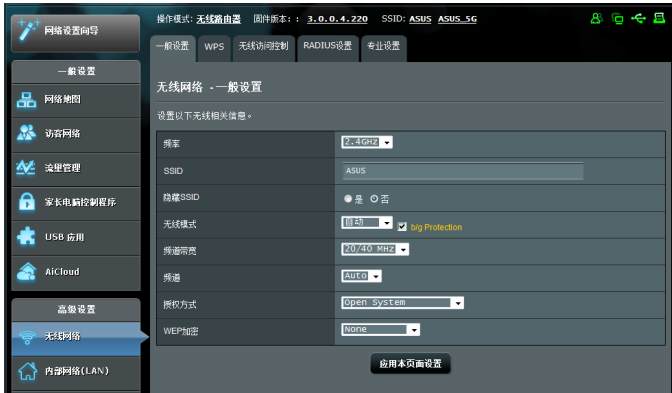 网络设置向导
操作模式: 无线路由器 固件版本: : 3.0.0.4.220 SSID: ASUS ASUS_5G
一般设置 WPS 无线访问控制 RADIUS设置 专业设置
一般设置
网络地图
访客网络
流量管理
家长电脑控制程序
USB 应用
AiCloud
高级设置
无线网络
内部网络(LAN)
无线网络 - 一般设置
设置以下无线相关信息。
频率 2.4GHz
SSID ASUS
隐藏SSID 是 否
无线模式 自动 b/g Protection
频道带宽 20/40 MHz
频道 Auto
授权方式 Open System
WEP加密 None
应用本页面设置